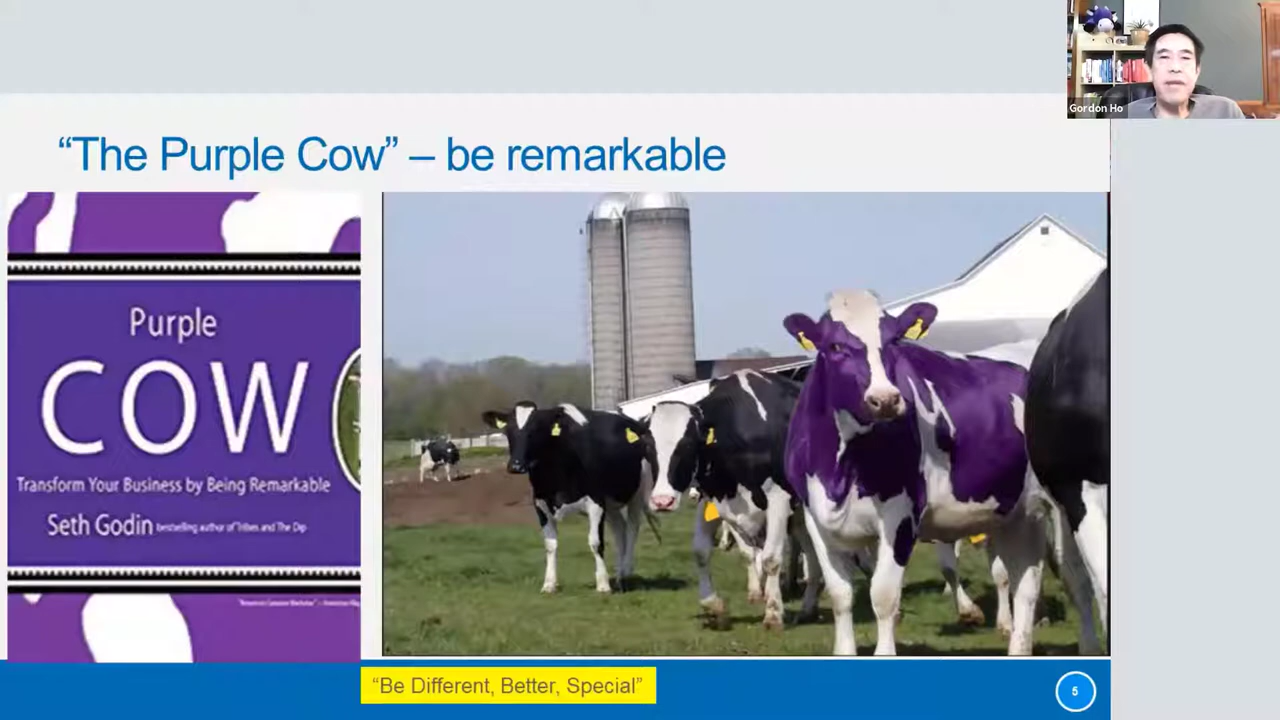 Gordon Ho
“The Purple Cow” – be remarkable
Purple
COW
Transform Your Business by Being Remarkable
Seth Godin bestselling author of Tribes and The Dip
“Be Different, Better, Special”
5